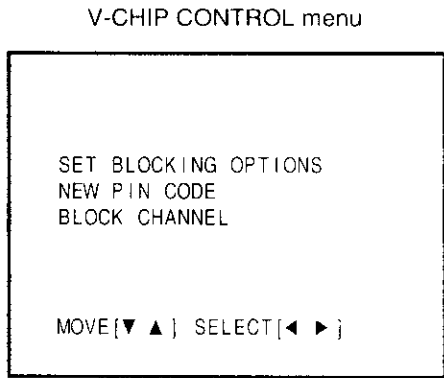 V-CHIP CONTROL menu
SET BLOCKING OPTIONS
NEW PIN CODE
BLOCK CHANNEL
MOVE[▼ ▲] SELECT[◀ ▶]